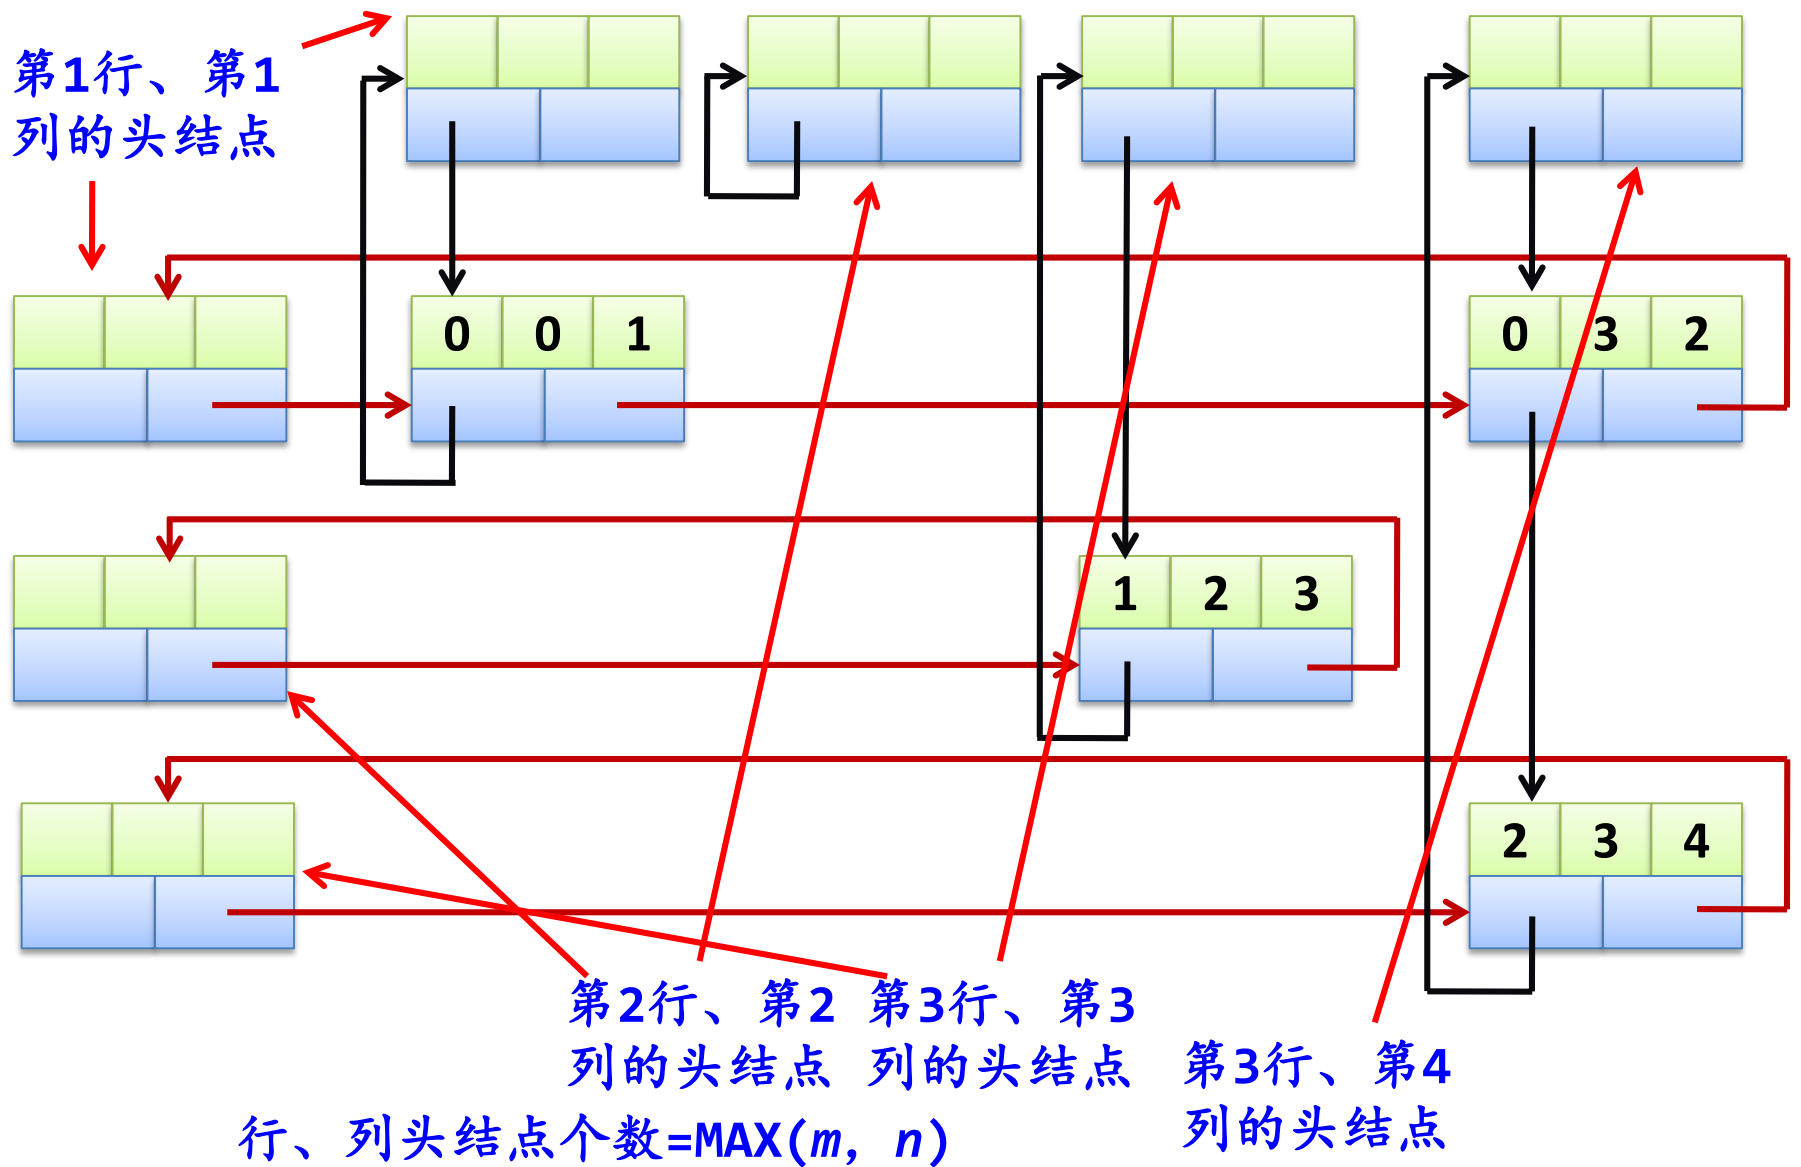 第1行、第1
列的头结点
0 0 1
0 3 2
1 2 3
2 3 4
第2行、第2
列的头结点
第3行、第3
列的头结点
第3行、第4
列的头结点
行、列头结点个数=MAX(m, n)